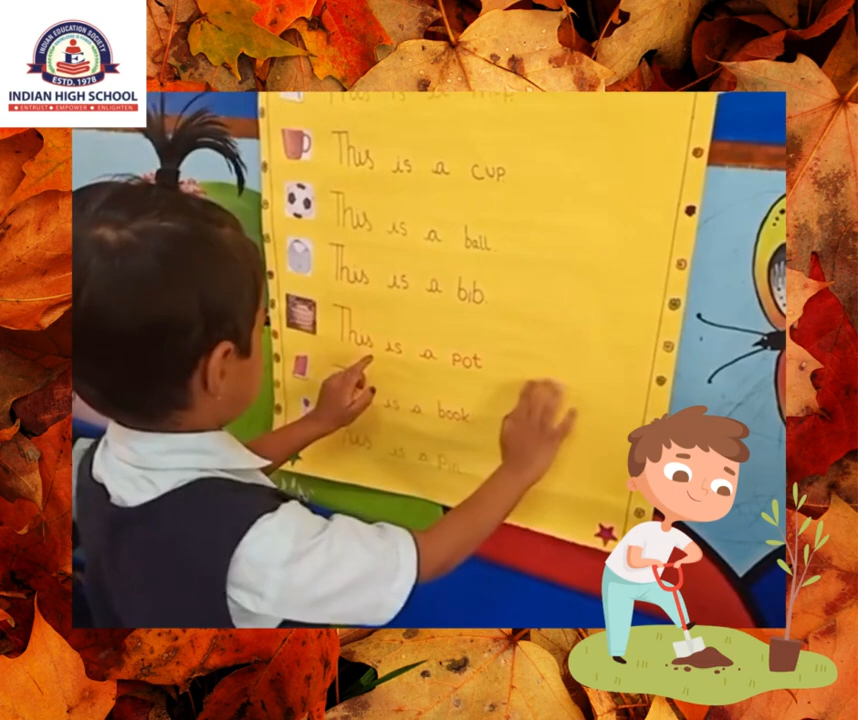 INDIAN EDUCATION SOCIETY
ESTD. 1978
INDIAN HIGH SCHOOL
ENTRUST • EMPOWER • ENLIGHTEN
This is a cup.
This is a ball.
This is a bib.
This is a pot
is a book
This is a pin